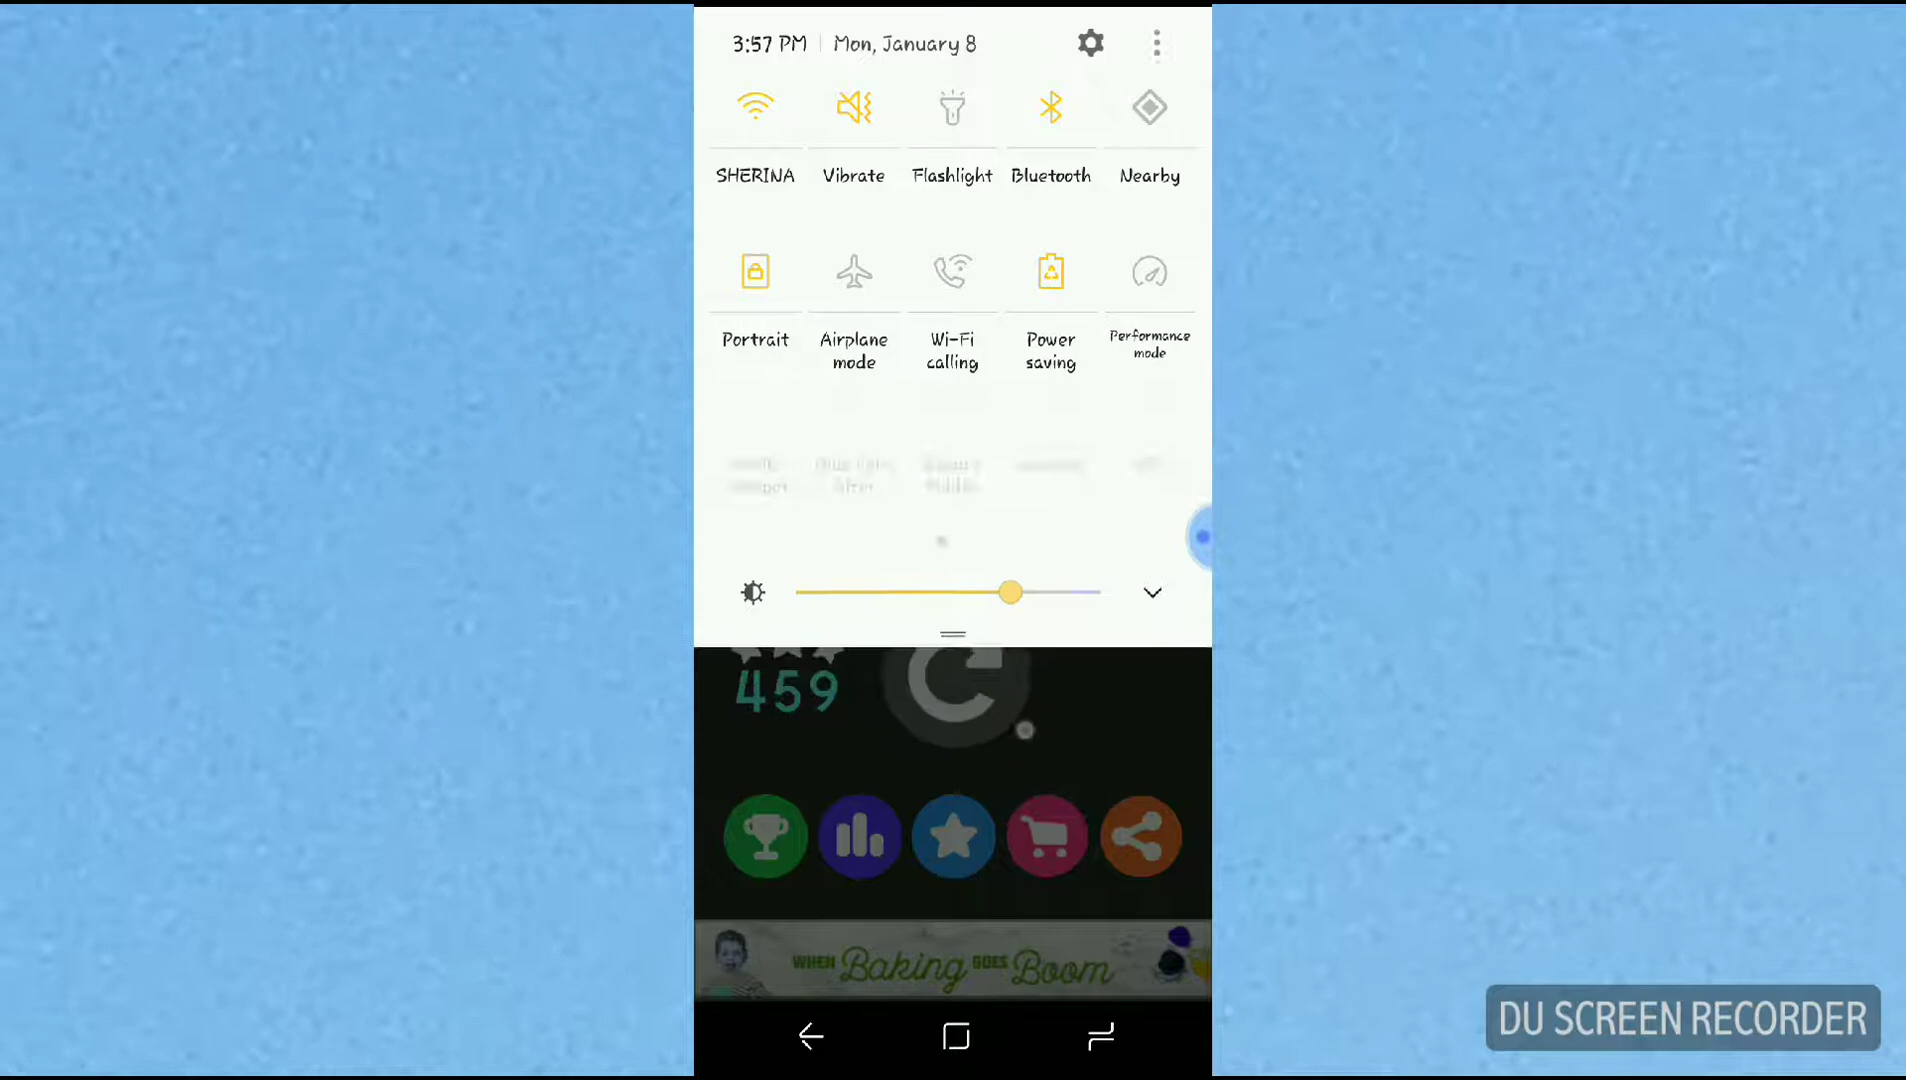 3:57 PM | Mon, January 8
SHERINA Vibrate Flashlight Bluetooth Nearby
Portrait Airplane mode Wi-Fi calling Power saving Performance mode
459
WHEN Baking GOES Boom
DU SCREEN RECORDER